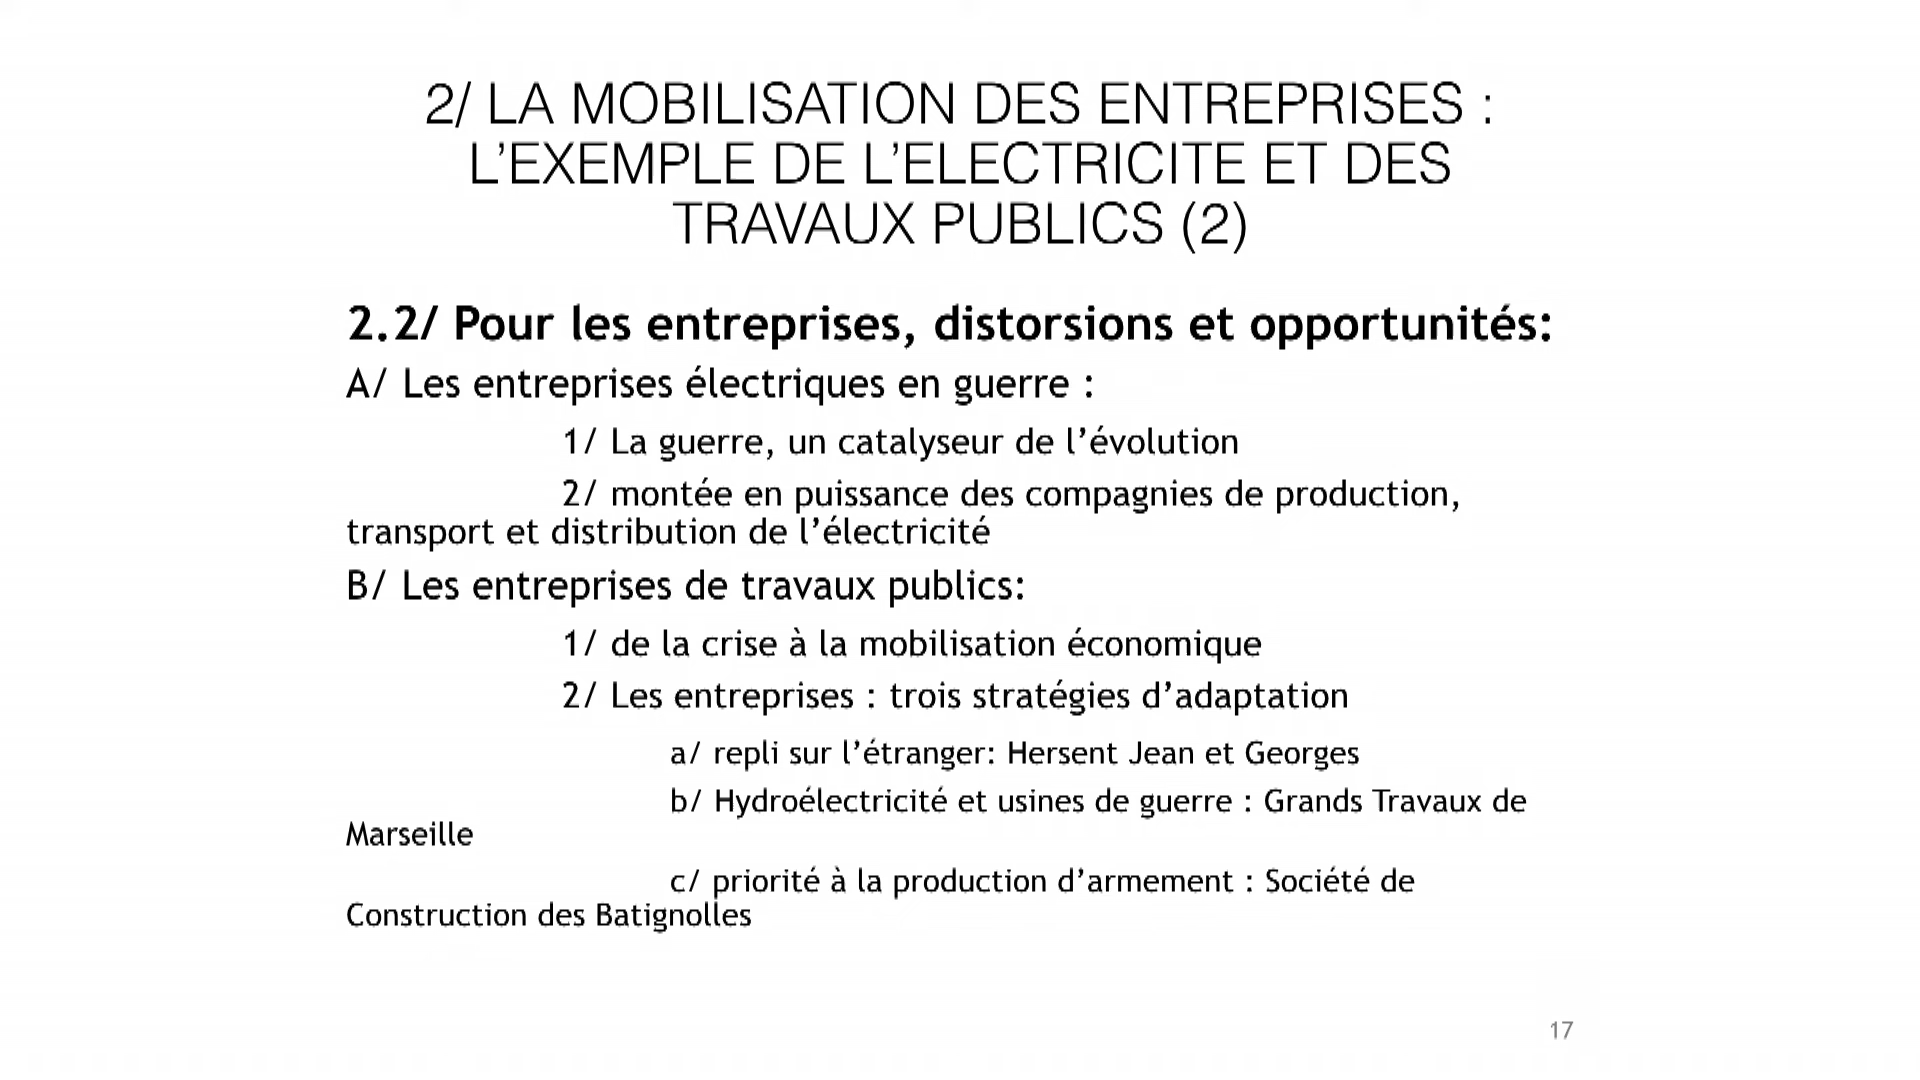 2/ LA MOBILISATION DES ENTREPRISES :
L’EXEMPLE DE L’ELECTRICITE ET DES
TRAVAUX PUBLICS (2)
2.2/ Pour les entreprises, distorsions et opportunités:
A/ Les entreprises électriques en guerre :
1/ La guerre, un catalyseur de l’évolution
2/ montée en puissance des compagnies de production,
transport et distribution de l’électricité
B/ Les entreprises de travaux publics:
1/ de la crise à la mobilisation économique
2/ Les entreprises : trois stratégies d’adaptation
a/ repli sur l’étranger: Hersent Jean et Georges
b/ Hydroélectricité et usines de guerre : Grands Travaux de
Marseille
c/ priorité à la production d’armement : Société de
Construction des Batignolles
17